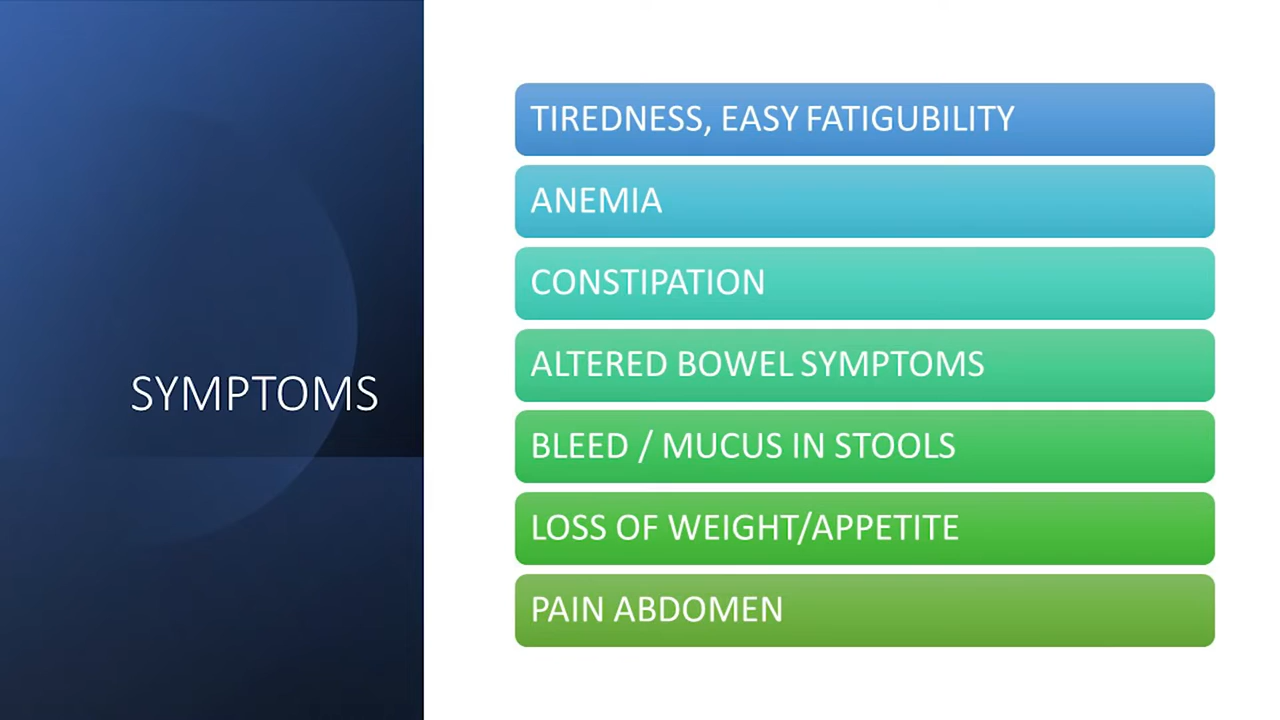 SYMPTOMS
TIREDNESS, EASY FATIGUBILITY
ANEMIA
CONSTIPATION
ALTERED BOWEL SYMPTOMS
BLEED / MUCUS IN STOOLS
LOSS OF WEIGHT/APPETITE
PAIN ABDOMEN